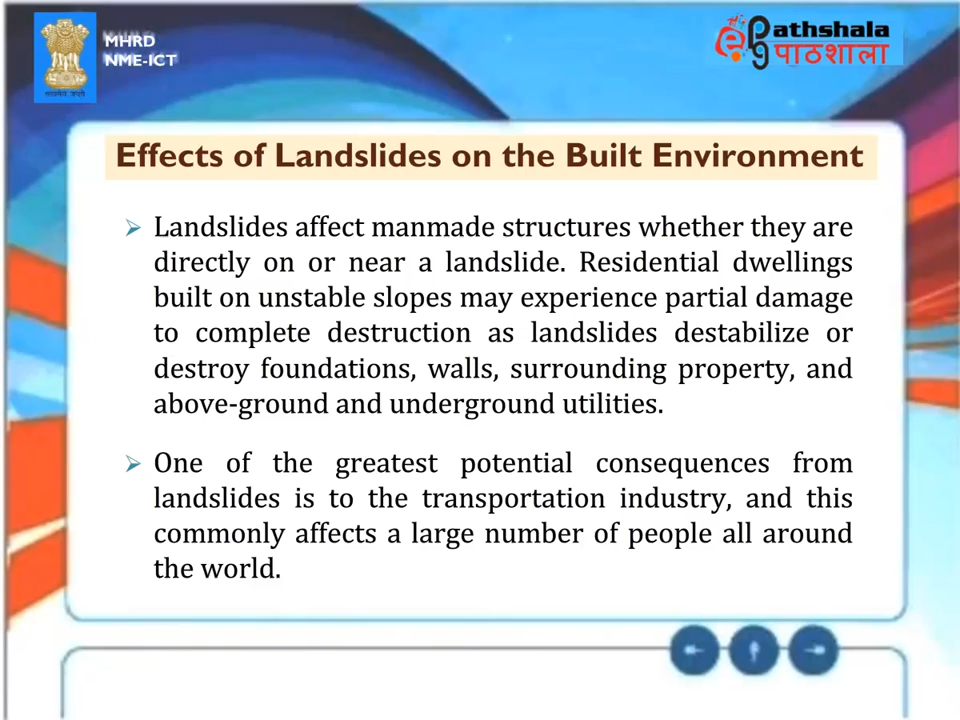 MHRD
NME-ICT
ePG Pathshala
पाठशाला
Effects of Landslides on the Built Environment
Landslides affect manmade structures whether they are
directly on or near a landslide. Residential dwellings
built on unstable slopes may experience partial damage
to complete destruction as landslides destabilize or
destroy foundations, walls, surrounding property, and
above-ground and underground utilities.
One of the greatest potential consequences from
landslides is to the transportation industry, and this
commonly affects a large number of people all around
the world.